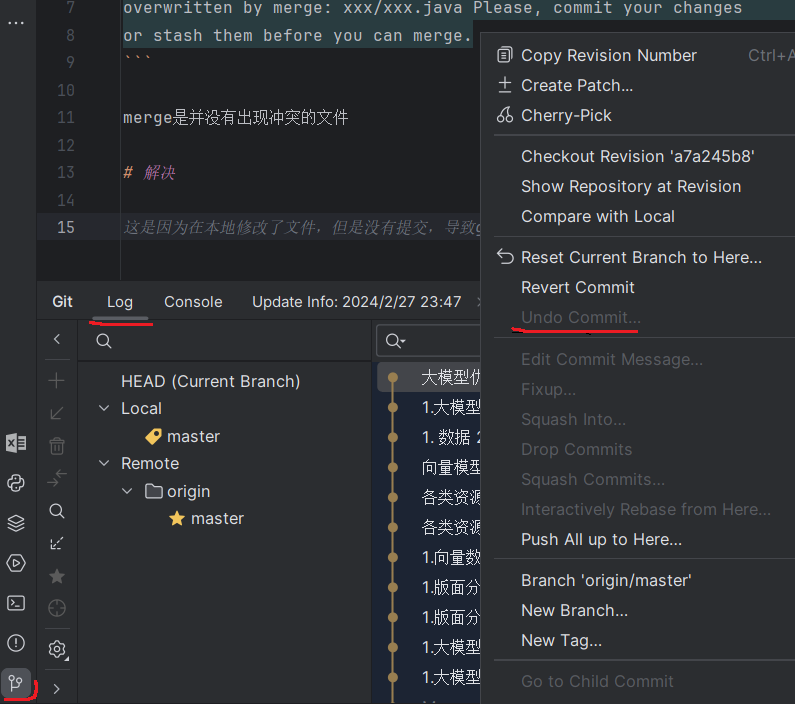 7 overwritten by merge: xxx/xxx.java Please, commit your changes
8 or stash them before you can merge.
9 ```
10
11 merge是并没有出现冲突的文件
12
13 # 解决
14
15 这是因为在本地修改了文件，但是没有提交，导致g
Git Log Console Update Info: 2024/2/27 23:47
HEAD (Current Branch)
Local
master
Remote
origin
master
大模型
1.大模型
1. 数据 2
向量模型
各类资源
各类资源
1.向量数
1.版面分
1.版面分
1.大模型
1.大模型
Copy Revision Number Ctrl+A
Create Patch...
Cherry-Pick
Checkout Revision 'a7a245b8'
Show Repository at Revision
Compare with Local
Reset Current Branch to Here...
Revert Commit
Undo Commit...
Edit Commit Message...
Fixup...
Squash Into...
Drop Commits
Squash Commits...
Interactively Rebase from Here...
Push All up to Here...
Branch 'origin/master'
New Branch...
New Tag...
Go to Child Commit